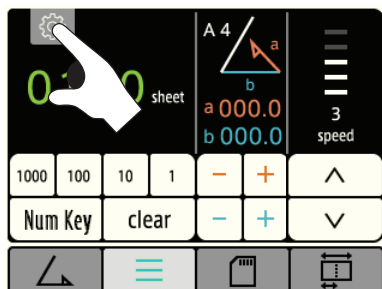 A 4
a
b
sheet
a 000.0
b 000.0
3
speed
1000 100 10 1 - +
Num Key clear - +